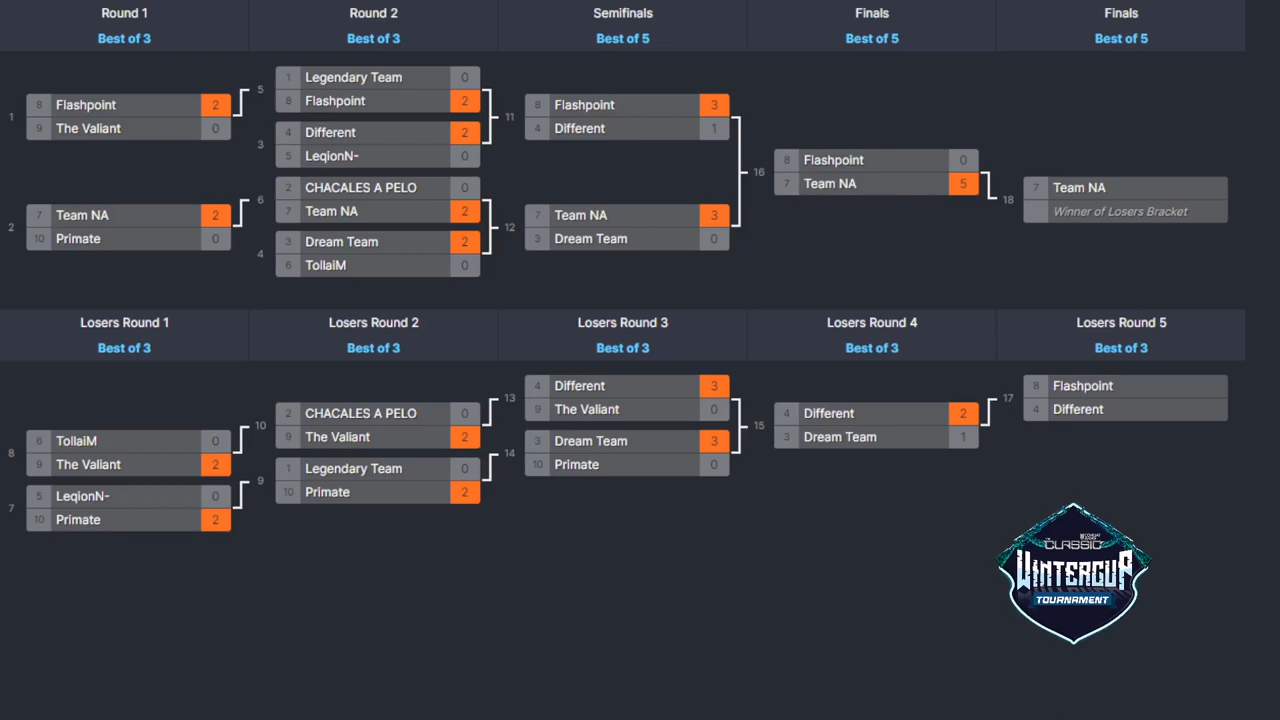 Round 1
Round 2
Semifinals
Finals
Finals
Best of 3
Best of 3
Best of 5
Best of 5
Best of 5
1
8 Flashpoint 2
9 The Valiant 0
2
7 Team NA 2
10 Primate 0
5
1 Legendary Team 0
8 Flashpoint 2
3
4 Different 2
5 LeqionN- 0
6
2 CHACALES A PELO 0
7 Team NA 2
4
3 Dream Team 2
6 TollaiM 0
11
8 Flashpoint 3
4 Different 1
12
7 Team NA 3
3 Dream Team 0
16
8 Flashpoint 0
7 Team NA 5
18
7 Team NA
Winner of Losers Bracket
Losers Round 1
Losers Round 2
Losers Round 3
Losers Round 4
Losers Round 5
Best of 3
Best of 3
Best of 3
Best of 3
Best of 3
8
6 TollaiM 0
9 The Valiant 2
7
5 LeqionN- 0
10 Primate 2
10
2 CHACALES A PELO 0
9 The Valiant 2
9
1 Legendary Team 0
10 Primate 2
13
4 Different 3
9 The Valiant 0
14
3 Dream Team 3
10 Primate 0
15
4 Different 2
3 Dream Team 1
17
8 Flashpoint
4 Different
CLASSIC
WINTERCUP
TOURNAMENT